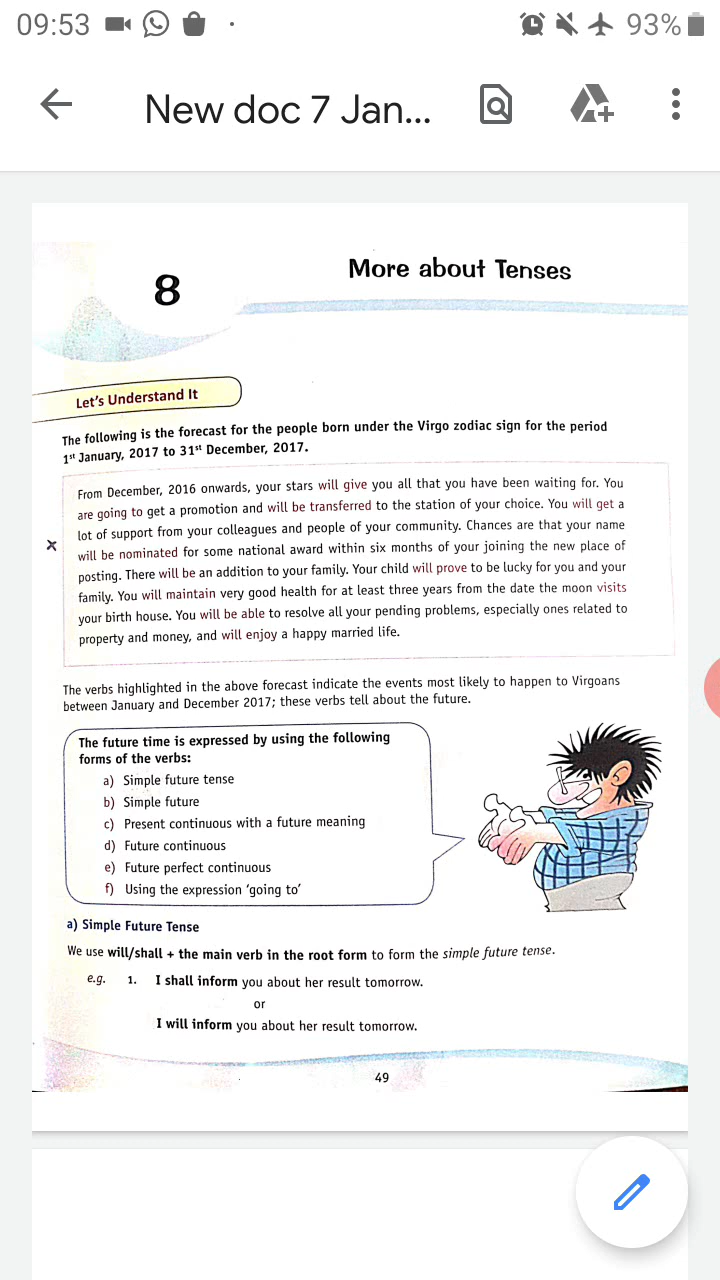 09:53
93%
New doc 7 Jan...
8
More about Tenses
Let's Understand It
The following is the forecast for the people born under the Virgo zodiac sign for the period
1st January, 2017 to 31st December, 2017.
From December, 2016 onwards, your stars will give you all that you have been waiting for. You
are going to get a promotion and will be transferred to the station of your choice. You will get a
lot of support from your colleagues and people of your community. Chances are that your name
will be nominated for some national award within six months of your joining the new place of
posting. There will be an addition to your family. Your child will prove to be lucky for you and your
family. You will maintain very good health for at least three years from the date the moon visits
your birth house. You will be able to resolve all your pending problems, especially ones related to
property and money, and will enjoy a happy married life.
The verbs highlighted in the above forecast indicate the events most likely to happen to Virgoans
between January and December 2017; these verbs tell about the future.
The future time is expressed by using the following
forms of the verbs:
a) Simple future tense
b) Simple future
c) Present continuous with a future meaning
d) Future continuous
e) Future perfect continuous
f) Using the expression 'going to'
a) Simple Future Tense
We use will/shall + the main verb in the root form to form the simple future tense.
e.g. 1. I shall inform you about her result tomorrow.
or
I will inform you about her result tomorrow.
49